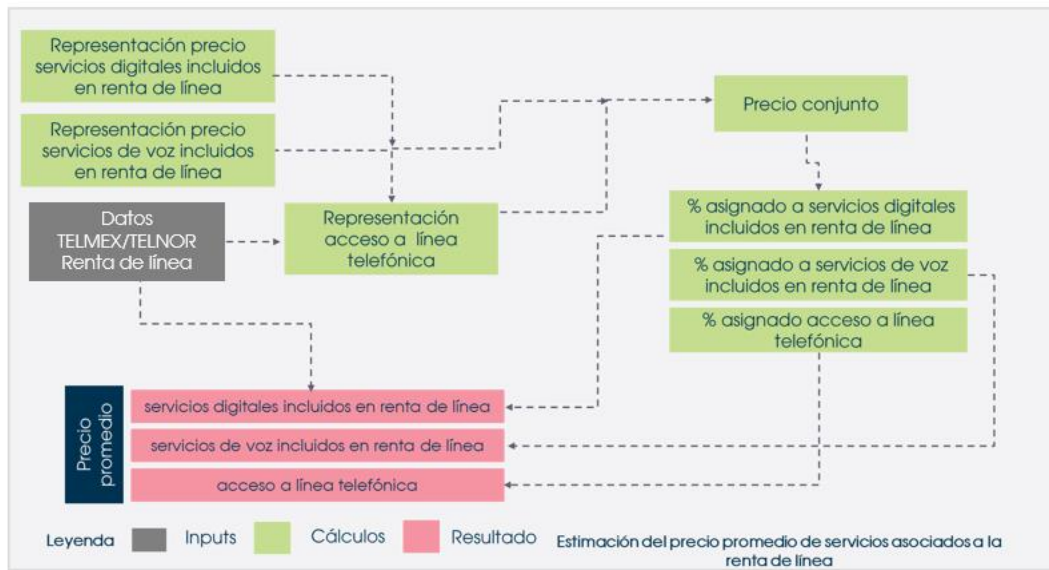 Representación precio
servicios digitales incluidos
en renta de línea
Representación precio
servicios de voz incluidos
en renta de línea
Precio conjunto
Datos
TELMEX/TELNOR
Renta de línea
Representación
acceso a línea
telefónica
% asignado a servicios digitales
incluidos en renta de línea
% asignado a servicios de voz
incluidos en renta de línea
% asignado acceso a línea
telefónica
Precio
promedio
servicios digitales incluidos en renta de línea
servicios de voz incluidos en renta de línea
acceso a línea telefónica
Leyenda
Inputs
Cálculos
Resultado
Estimación del precio promedio de servicios asociados a la
renta de línea